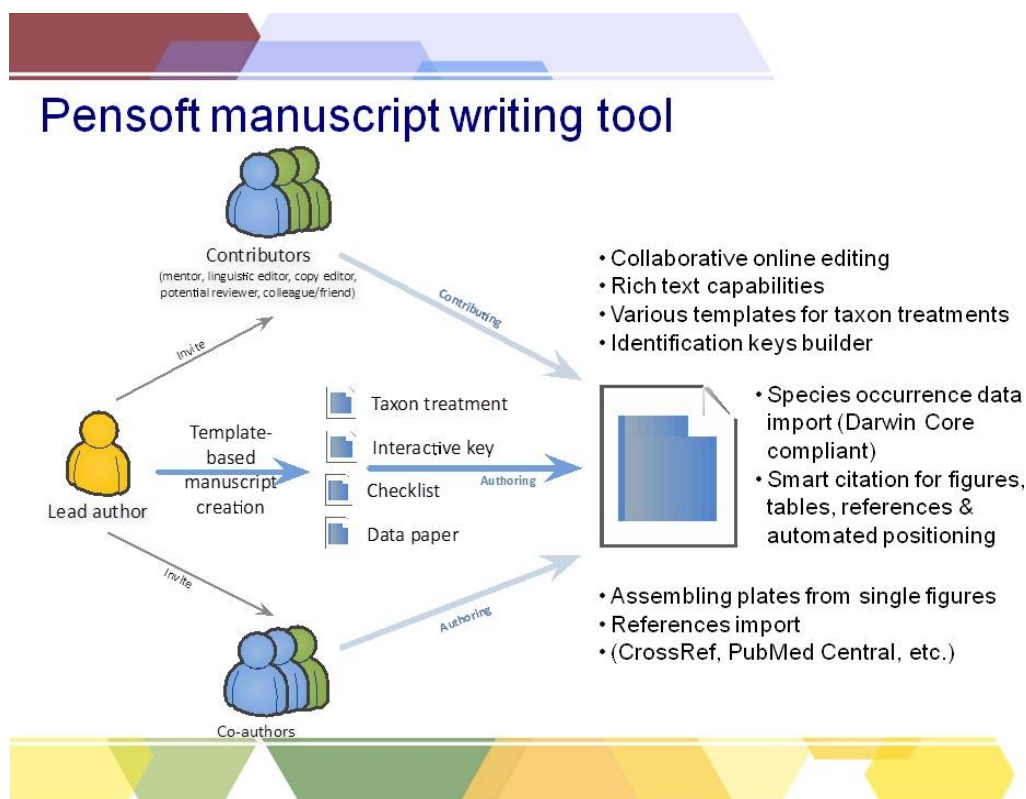 Pensoft manuscript writing tool
Contributors
(mentor, linguistic editor, copy editor,
potential reviewer, colleague/friend)
Invite
Contributing
Lead author
Template-
based
manuscript
creation
Taxon treatment
Interactive key
Checklist
Data paper
Authoring
Invite
Authoring
Co-authors
• Collaborative online editing
• Rich text capabilities
• Various templates for taxon treatments
• Identification keys builder
• Species occurrence data
import (Darwin Core
compliant)
• Smart citation for figures,
tables, references &
automated positioning
• Assembling plates from single figures
• References import
• (CrossRef, PubMed Central, etc.)